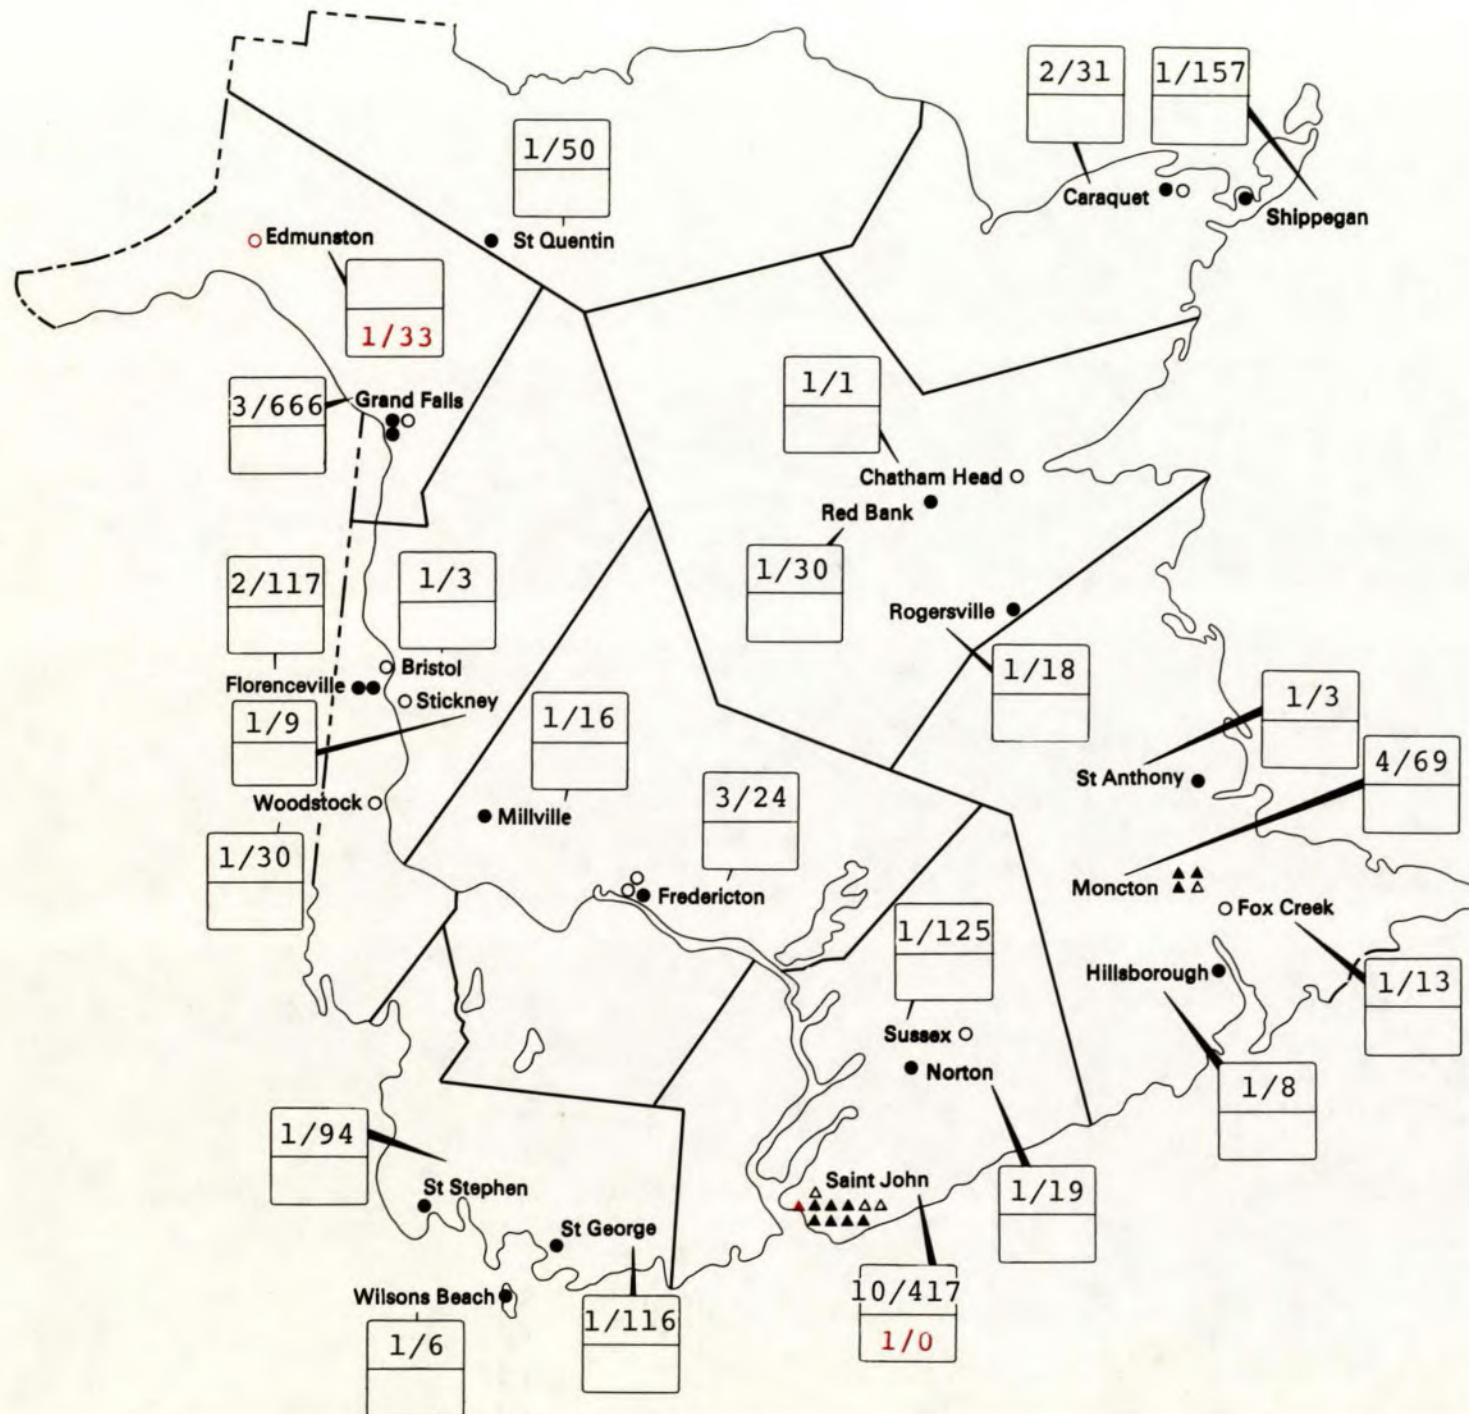 2/31
1/157
1/50
Caraquet
Shippegan
Edmunston
St Quentin
1/33
3/666
Grand Falls
1/1
Chatham Head
Red Bank
2/117
1/3
1/30
Rogersville
Bristol
Florenceville
Stickney
1/18
1/9
1/16
1/3
St Anthony
4/69
Woodstock
Millville
3/24
1/30
Moncton
Fredericton
Fox Creek
1/125
Hillsborough
1/13
Sussex
Norton
1/8
1/94
St Stephen
Saint John
1/19
St George
Wilsons Beach
10/417
1/0
1/116
1/6